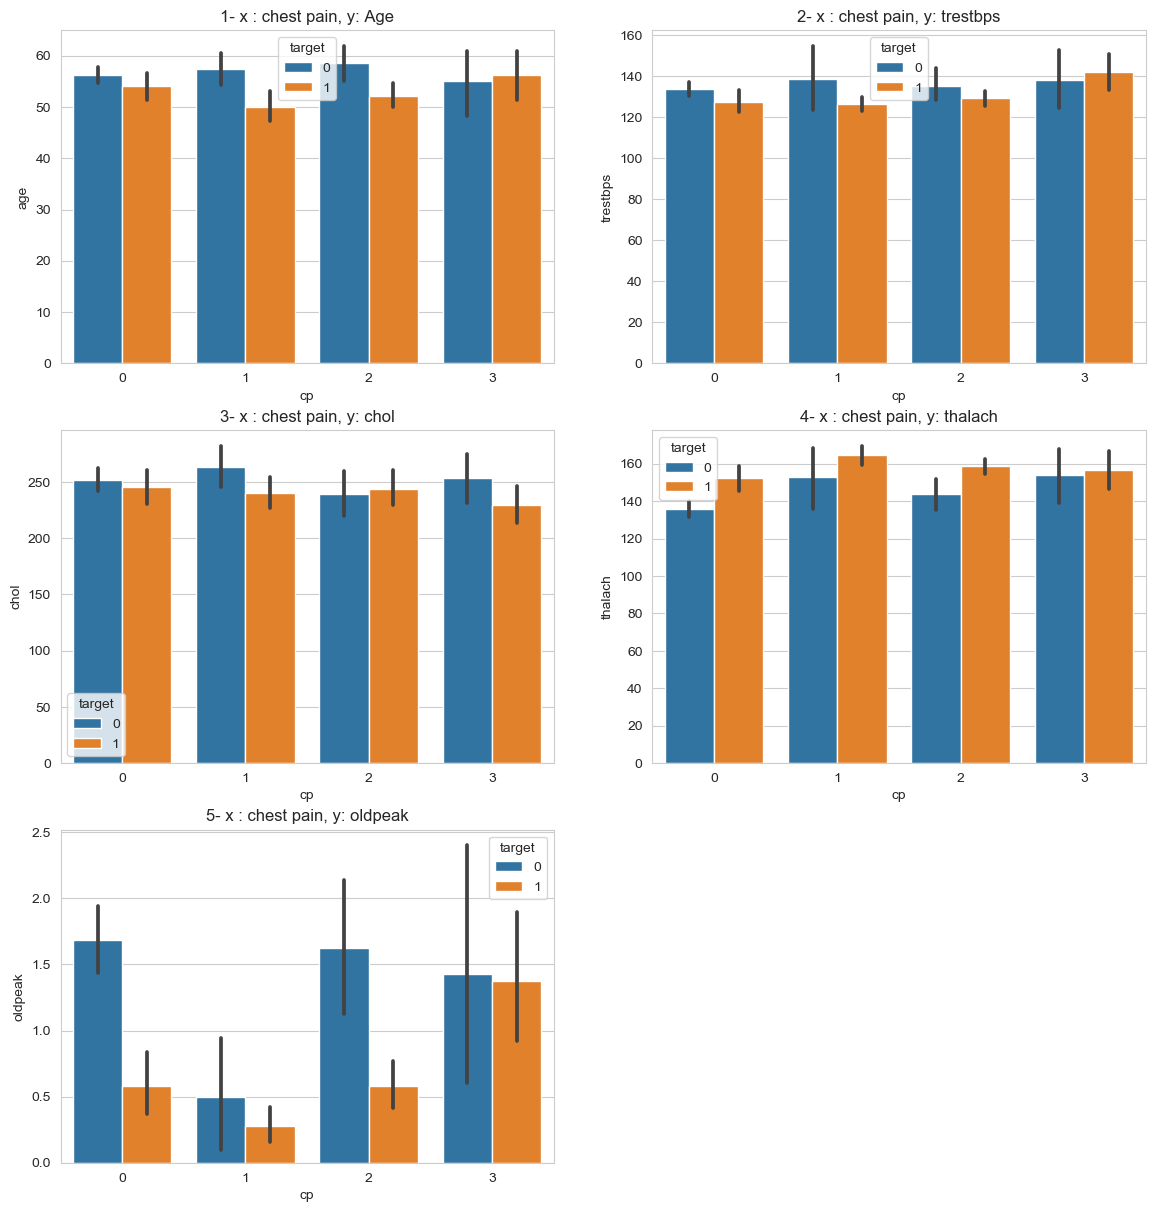 1- x : chest pain, y: Age
target
0
1
60
50
40
30
20
10
0
age
0 1 2 3
cp
2- x : chest pain, y: trestbps
target
0
1
160
140
120
100
80
60
40
20
0
trestbps
0 1 2 3
cp
3- x : chest pain, y: chol
250
200
150
100
50
0
chol
target
0
1
0 1 2 3
cp
4- x : chest pain, y: thalach
target
0
1
160
140
120
100
80
60
40
20
0
thalach
0 1 2 3
cp
5- x : chest pain, y: oldpeak
target
0
1
2.5
2.0
1.5
1.0
0.5
0.0
oldpeak
0 1 2 3
cp